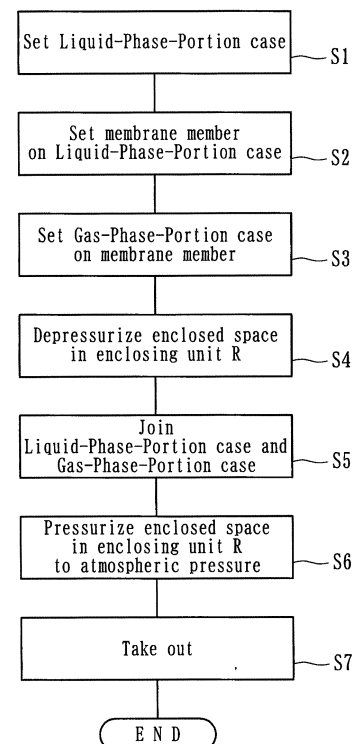 Set Liquid-Phase-Portion case
S1
Set membrane member
on Liquid-Phase-Portion case
S2
Set Gas-Phase-Portion case
on membrane member
S3
Depressurize enclosed space
in enclosing unit R
S4
Join
Liquid-Phase-Portion case and
Gas-Phase-Portion case
S5
Pressurize enclosed space
in enclosing unit R
to atmospheric pressure
S6
Take out
S7
END